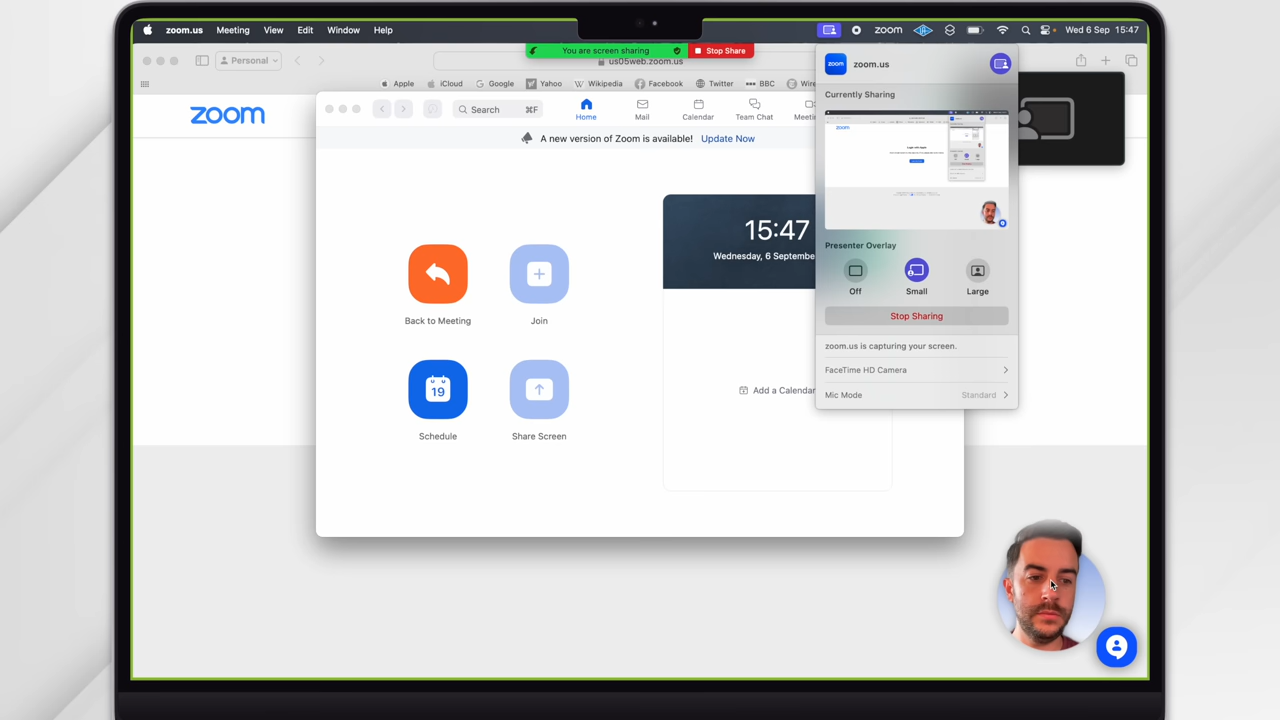 zoom.us Meeting View Edit Window Help
zoom Wed 6 Sep 15:47
You are screen sharing Stop Share
Personal
us05web.zoom.us
Apple iCloud Google Yahoo Wikipedia Facebook Twitter BBC
zoom
Search ⌘F
Home Mail Calendar Team Chat
A new version of Zoom is available! Update Now
15:47
Wednesday, 6
Back to Meeting Join
19
Schedule Share Screen
Add a Calendar
zoom zoom.us
Currently Sharing
zoom
Presenter Overlay
Off Small Large
Stop Sharing
zoom.us is capturing your screen.
FaceTime HD Camera
Mic Mode Standard